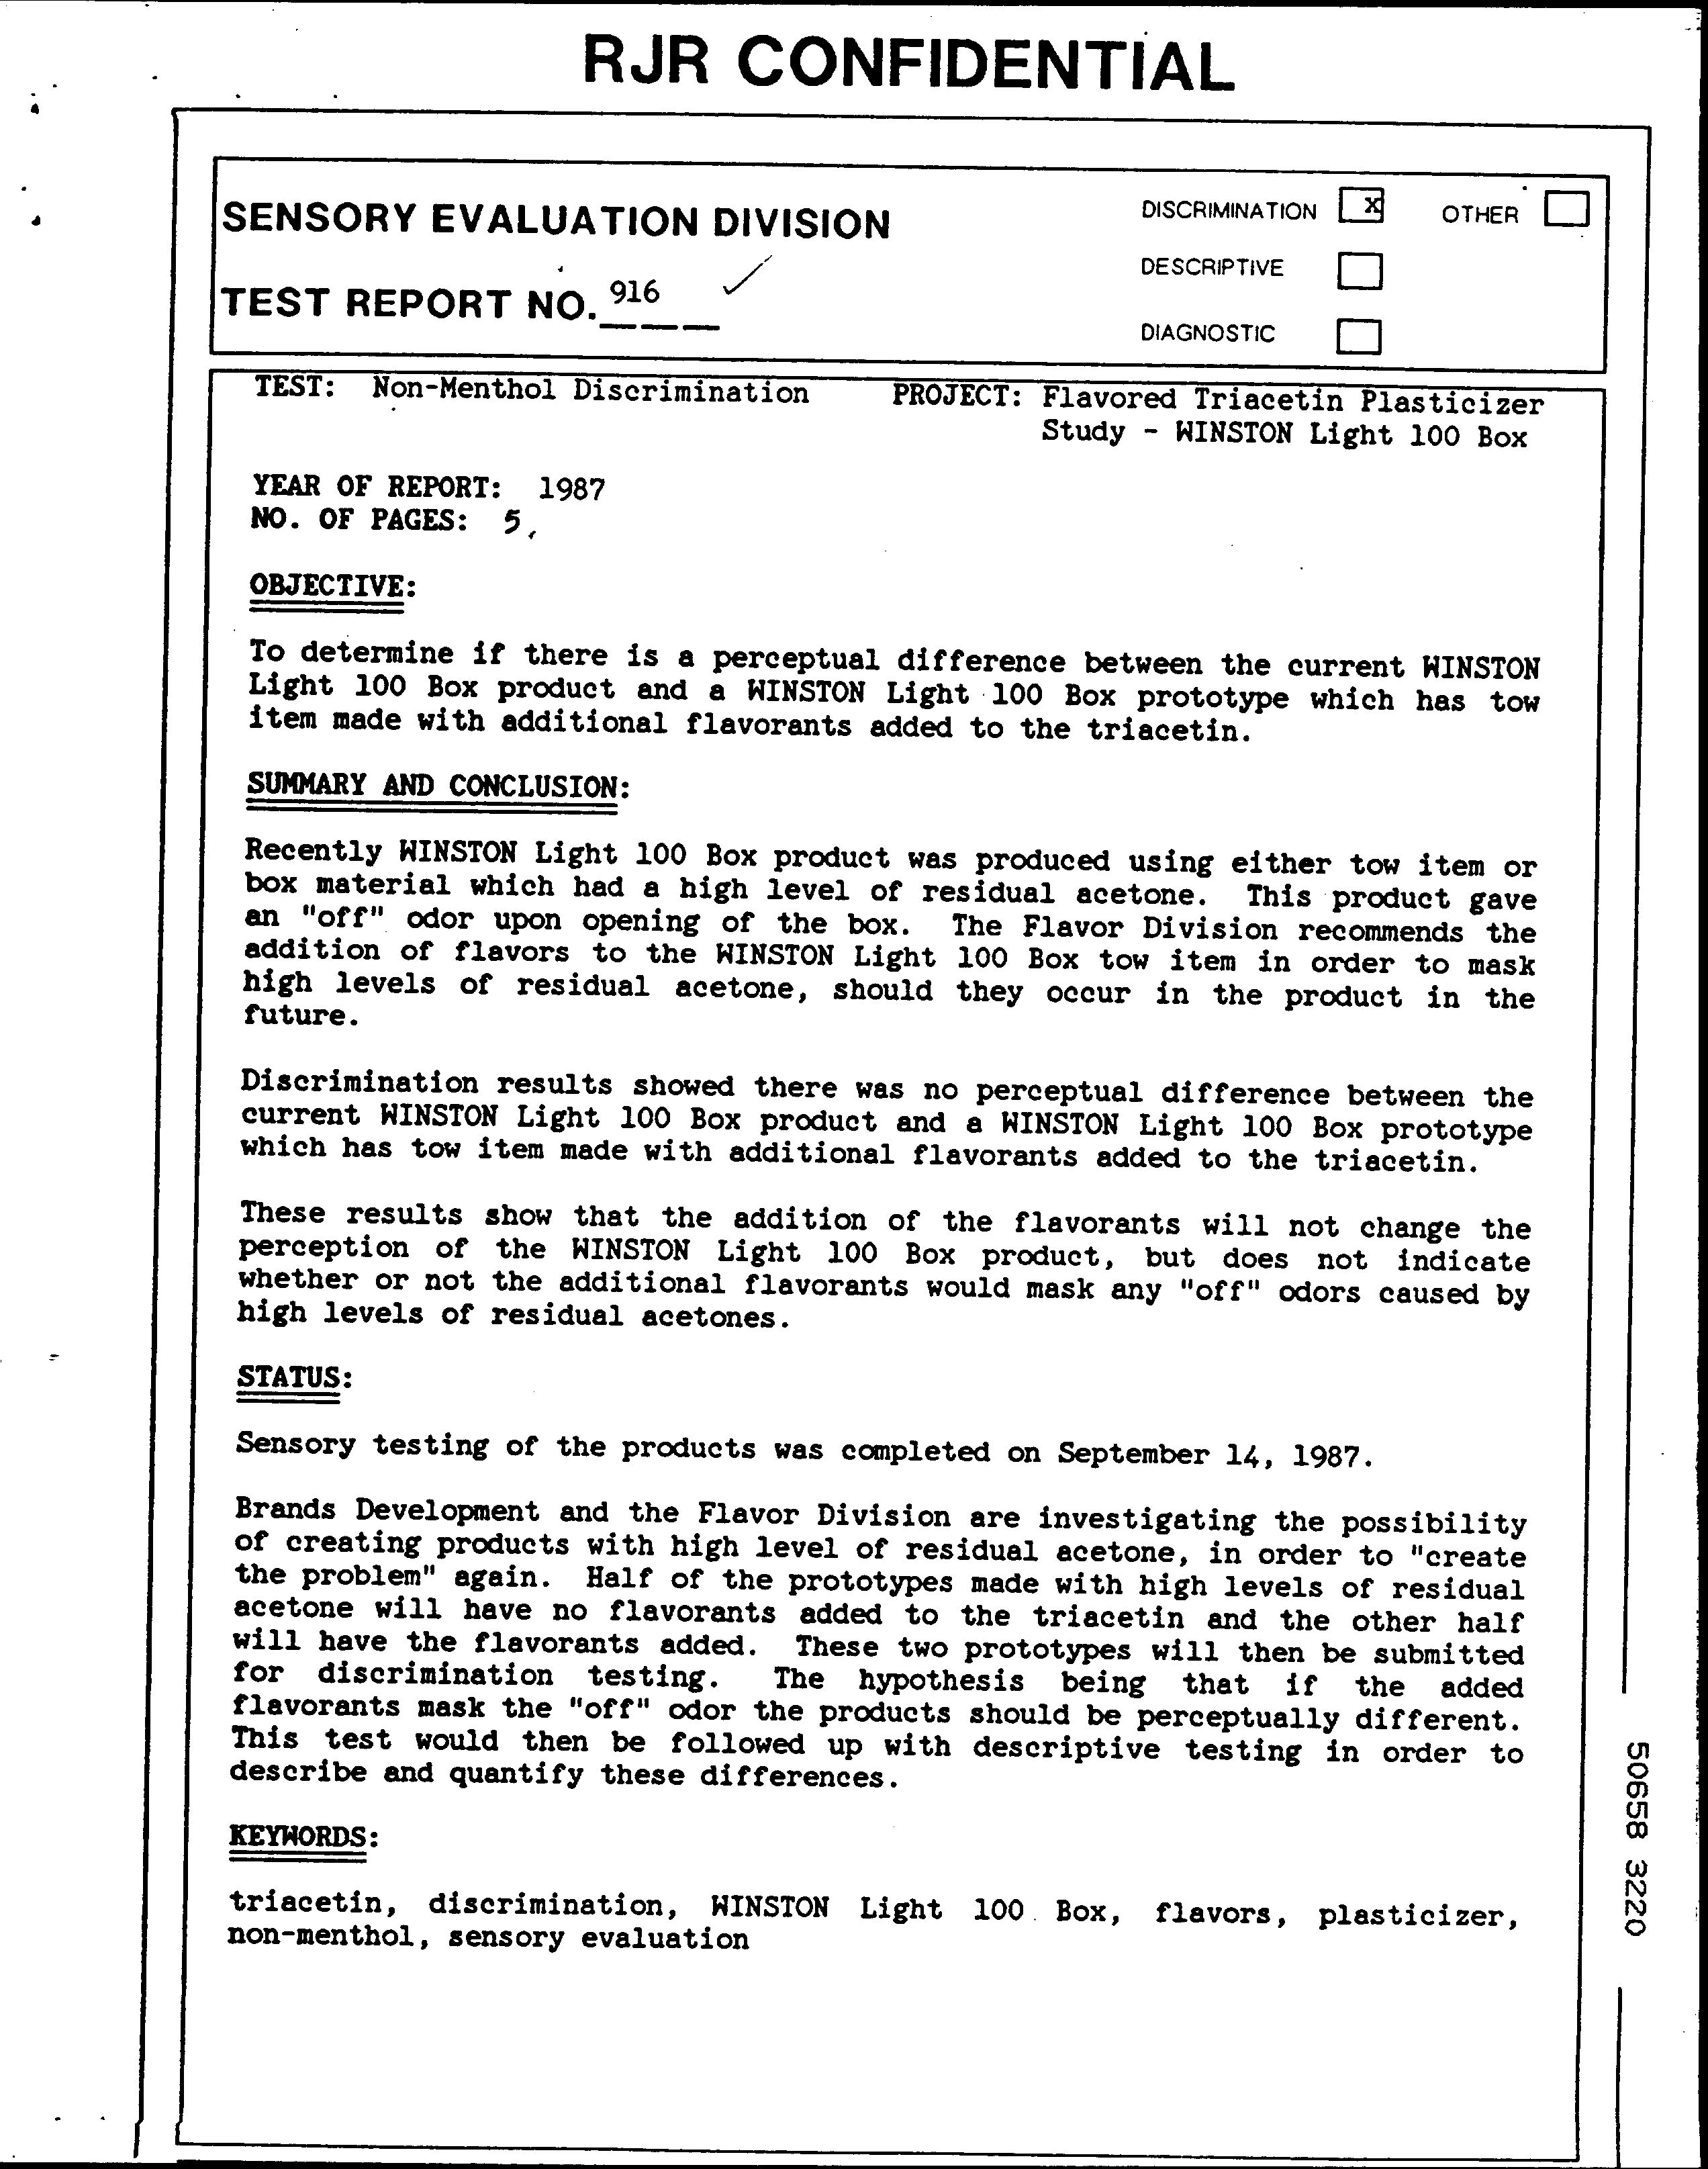 RJR CONFIDENTIAL
SENSORY EVALUATION DIVISION
TEST REPORT NO. 916
DISCRIMINATION X OTHER
DESCRIPTIVE
DIAGNOSTIC
TEST: Non-Menthol Discrimination PROJECT: Flavored Triacetin Plasticizer
Study - WINSTON Light 100 Box
YEAR OF REPORT: 1987
NO. OF PAGES: 5
OBJECTIVE:
To determine if there is a perceptual difference between the current WINSTON
Light 100 Box product and a WINSTON Light 100 Box prototype which has tow
item made with additional flavorants added to the triacetin.
SUMMARY AND CONCLUSION:
Recently WINSTON Light 100 Box product was produced using either tow item or
box material which had a high level of residual acetone. This product gave
an "off" odor upon opening of the box. The Flavor Division recommends the
addition of flavors to the WINSTON Light 100 Box tow item in order to mask
high levels of residual acetone, should they occur in the product in the
future.
Discrimination results showed there was no perceptual difference between the
current WINSTON Light 100 Box product and a WINSTON Light 100 Box prototype
which has tow item made with additional flavorants added to the triacetin.
These results show that the addition of the flavorants will not change the
perception of the WINSTON Light 100 Box product, but does not indicate
whether or not the additional flavorants would mask any "off" odors caused by
high levels of residual acetones.
STATUS:
Sensory testing of the products was completed on September 14, 1987.
Brands Development and the Flavor Division are investigating the possibility
of creating products with high level of residual acetone, in order to "create
the problem" again. Half of the prototypes made with high levels of residual
acetone will have no flavorants added to the triacetin and the other half
will have the flavorants added. These two prototypes will then be submitted
for discrimination testing. The hypothesis being that if the added
flavorants mask the "off" odor the products should be perceptually different.
This test would then be followed up with descriptive testing in order to
describe and quantify these differences.
KEYWORDS:
triacetin, discrimination, WINSTON Light 100 Box, flavors, plasticizer,
non-menthol, sensory evaluation
50658 3220